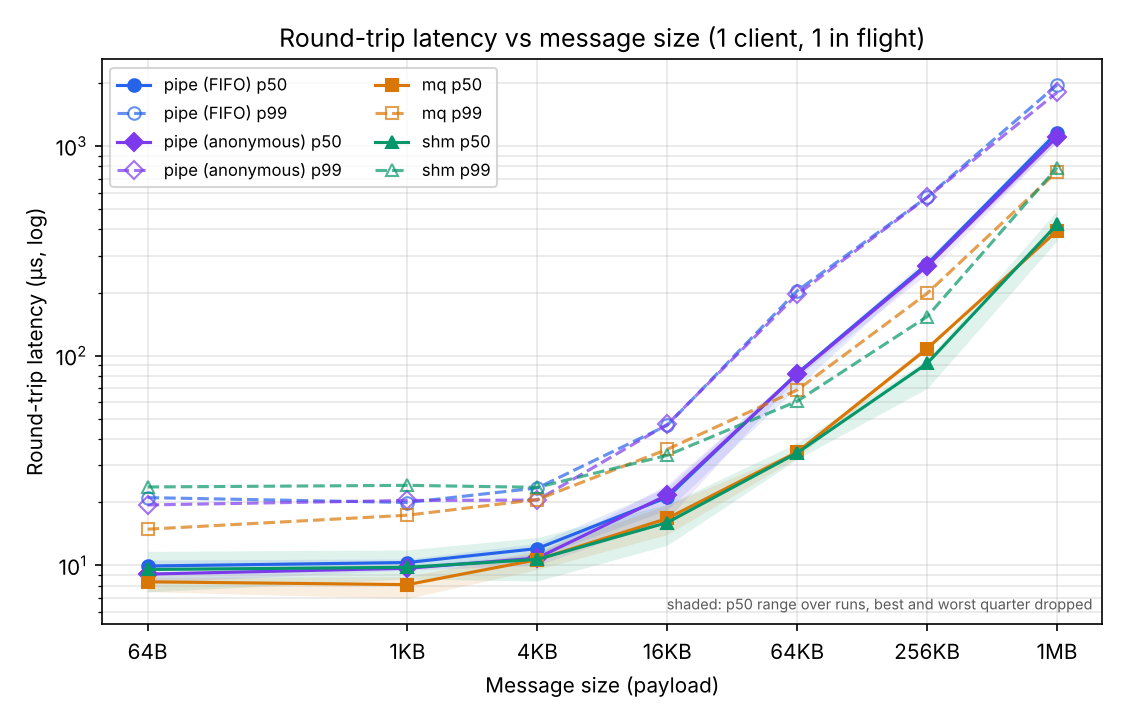 Round-trip latency vs message size (1 client, 1 in flight)
pipe (FIFO) p50
pipe (FIFO) p99
pipe (anonymous) p50
pipe (anonymous) p99
mq p50
mq p99
shm p50
shm p99
Round-trip latency (µs, log)
10³
10²
10¹
shaded: p50 range over runs, best and worst quarter dropped
64B 1KB 4KB 16KB 64KB 256KB 1MB
Message size (payload)